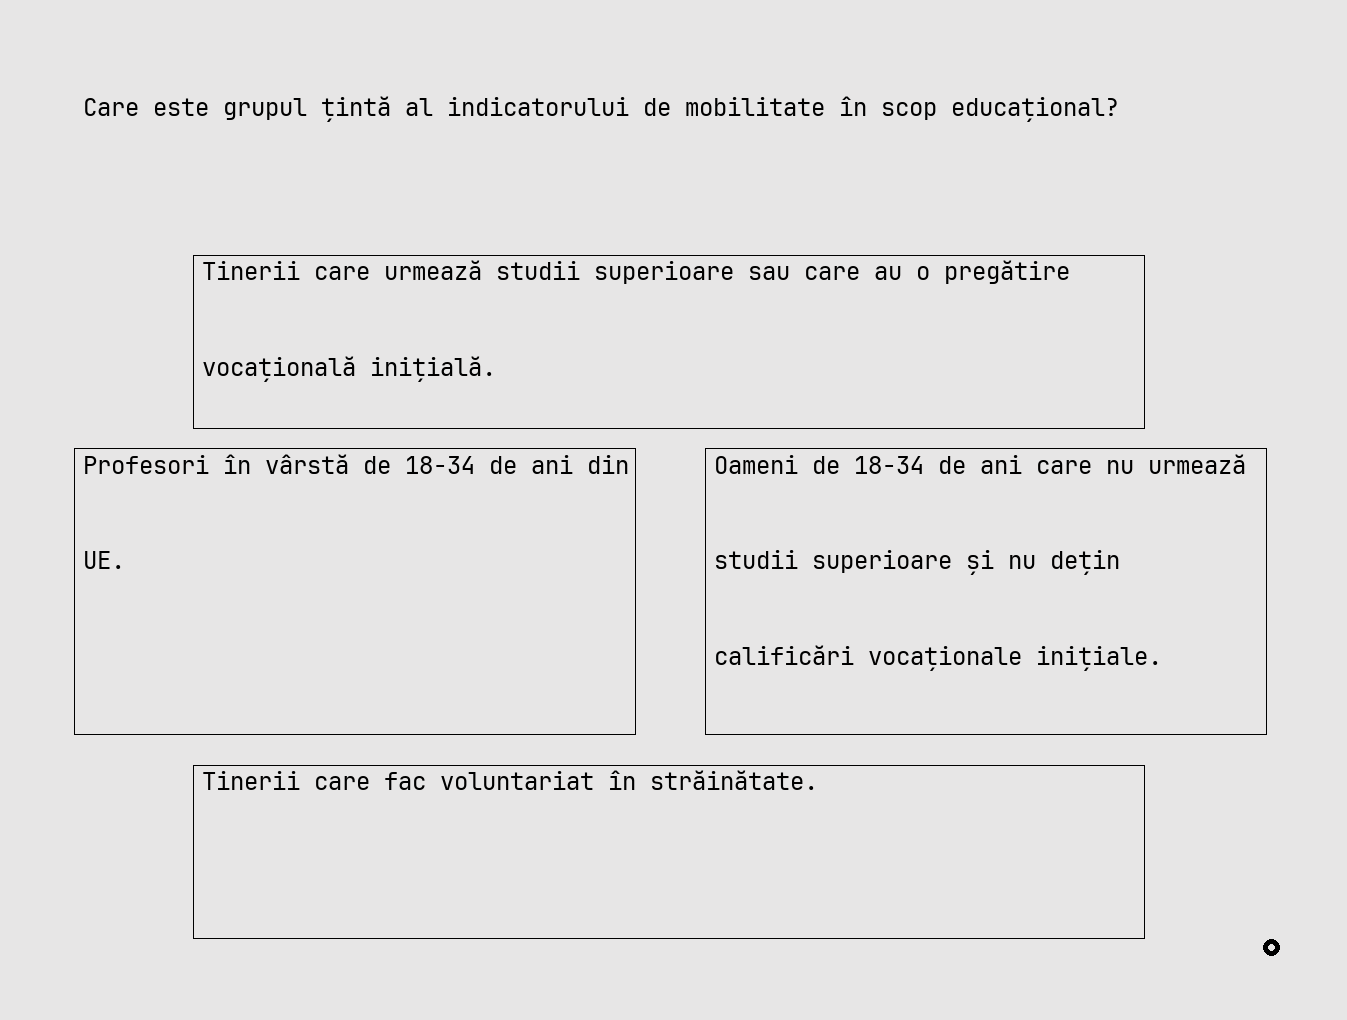 Care este grupul țintă al indicatorului de mobilitate în scop educațional?
Tinerii care urmează studii superioare sau care au o pregătire
vocațională inițială.
Profesori în vârstă de 18-34 de ani din
UE.
Oameni de 18-34 de ani care nu urmează
studii superioare și nu dețin
calificări vocaționale inițiale.
Tinerii care fac voluntariat în străinătate.